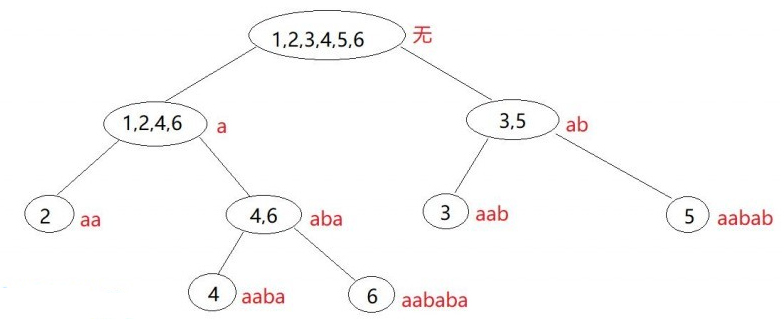 1,2,3,4,5,6 无
1,2,4,6 a
3,5 ab
2 aa
4,6 aba
3 aab
5 aabab
4 aaba
6 aababa